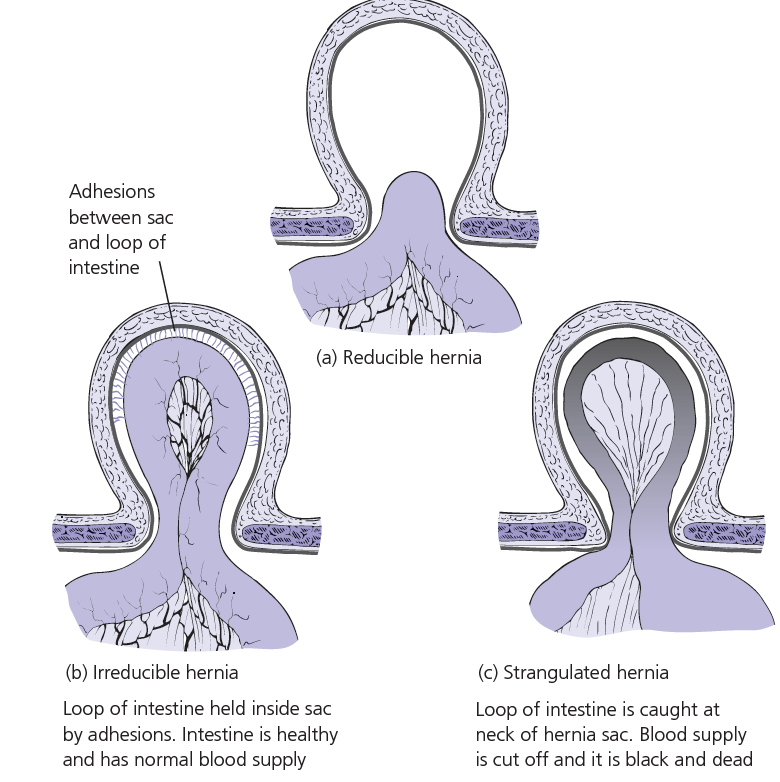 Adhesions
between sac
and loop of
intestine
(a) Reducible hernia
(b) Irreducible hernia
Loop of intestine held inside sac
by adhesions. Intestine is healthy
and has normal blood supply
(c) Strangulated hernia
Loop of intestine is caught at
neck of hernia sac. Blood supply
is cut off and it is black and dead